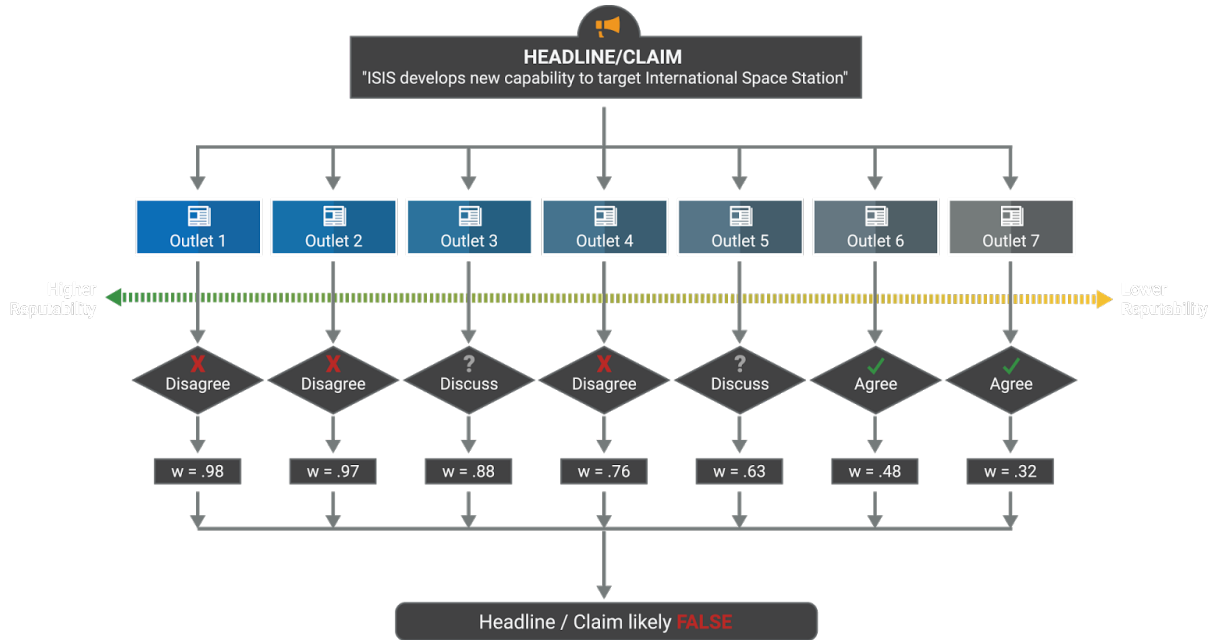 HEADLINE/CLAIM
"ISIS develops new capability to target International Space Station"
Outlet 1
Outlet 2
Outlet 3
Outlet 4
Outlet 5
Outlet 6
Outlet 7
Higher
Reputability
Lower
Reputability
X
Disagree
X
Disagree
?
Discuss
X
Disagree
?
Discuss
Agree
Agree
w = .98
w = .97
w = .88
w = .76
w = .63
w = .48
w = .32
Headline / Claim likely FALSE